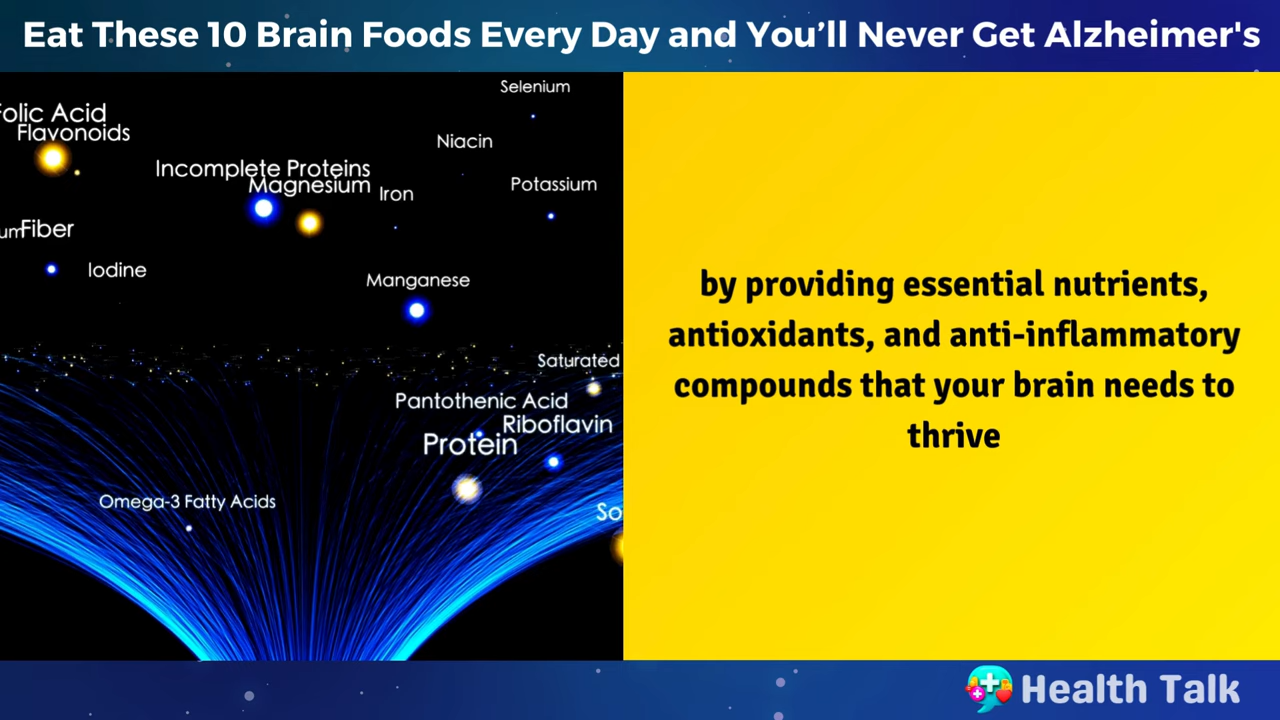 Eat These 10 Brain Foods Every Day and You’ll Never Get Alzheimer's
Selenium
Folic Acid
Flavonoids
Niacin
Incomplete Proteins
Magnesium
Iron
Potassium
Fiber
Iodine
Manganese
Saturated
Pantothenic Acid
Riboflavin
Protein
Omega-3 Fatty Acids
by providing essential nutrients,
antioxidants, and anti-inflammatory
compounds that your brain needs to
thrive
Health Talk